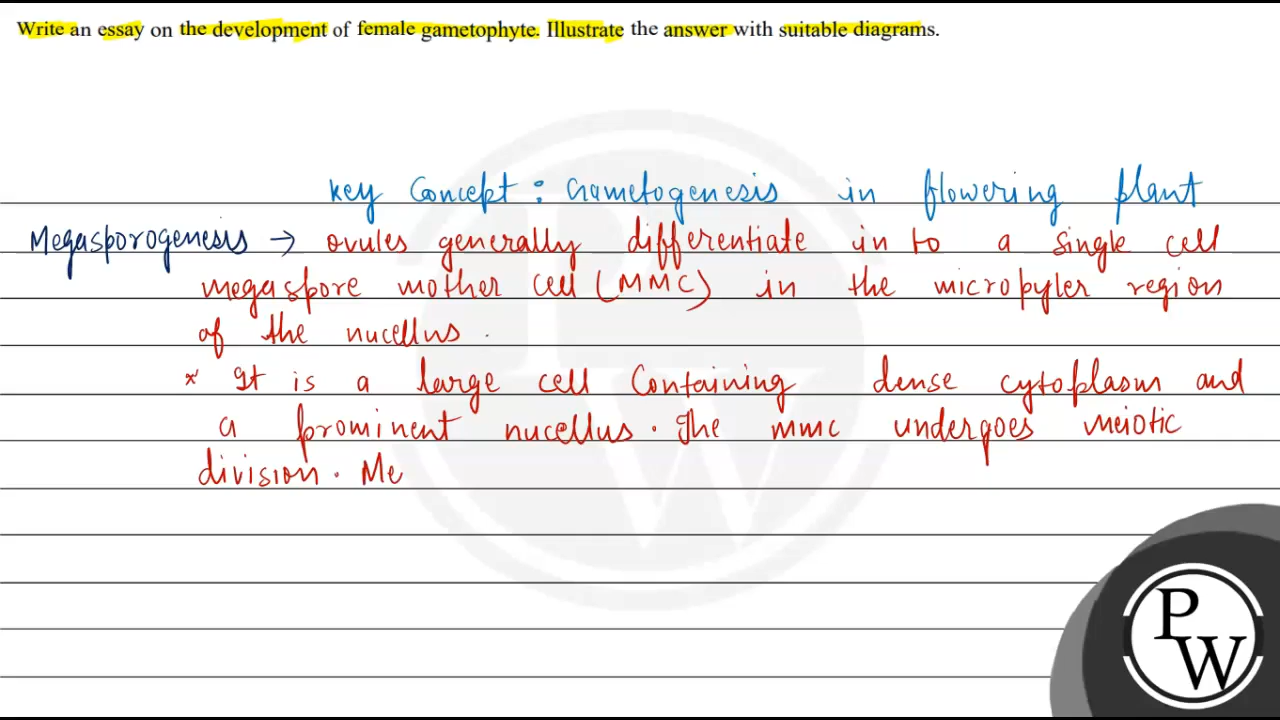 Write an essay on the development of female gametophyte. Illustrate the answer with suitable diagrams.
Key Concept : Gametogenesis in flowering plant
Megasporogenesis → ovules generally differentiate in to a single cell
megaspore mother cell (MMC) in the micropyler region
of the nucellus.
* It is a large cell Containing dense cytoplasm and
a prominent nucellus. The mmc undergoes meiotic
division. Me
PW
PW